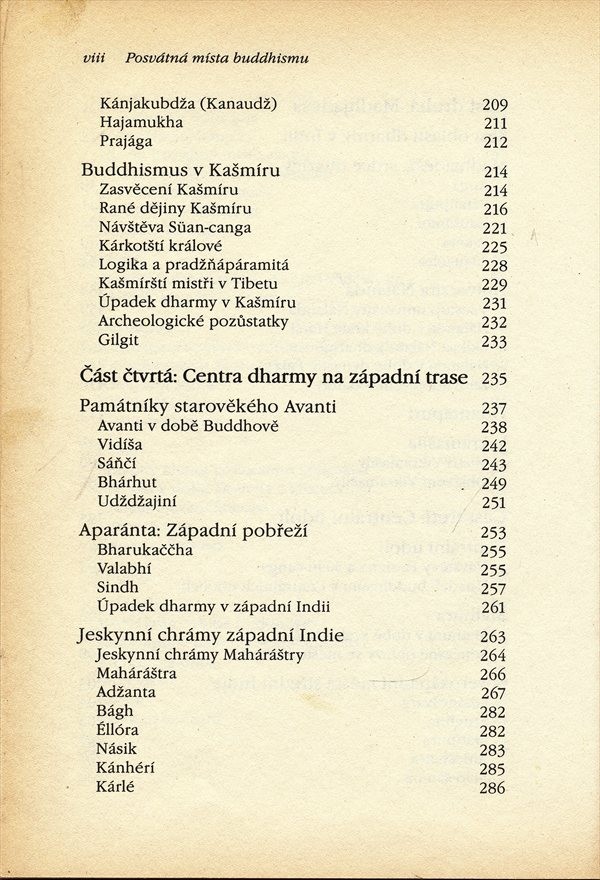 viii Posvátná místa buddhismu
Kánjakubdža (Kanaudž) 209
Hajamukha 211
Prajága 212
Buddhismus v Kašmíru 214
Zasvěcení Kašmíru 214
Rané dějiny Kašmíru 216
Návštěva Süan-canga 221
Kárkotští králové 225
Logika a pradžňápáramitá 228
Kašmírští mistři v Tibetu 229
Úpadek dharmy v Kašmíru 231
Archeologické pozůstatky 232
Gilgit 233
Část čtvrtá: Centra dharmy na západní trase 235
Památníky starověkého Avanti 237
Avanti v době Buddhově 238
Vidíša 242
Sáňčí 243
Bhárhut 249
Udždžajiní 251
Aparánta: Západní pobřeží 253
Bharukaččha 255
Valabhí 255
Sindh 257
Úpadek dharmy v západní Indii 261
Jeskynní chrámy západní Indie 263
Jeskynní chrámy Maháráštry 264
Maháráštra 266
Adžanta 267
Bágh 282
Éllóra 282
Násik 283
Kánhérí 285
Kárlé 286